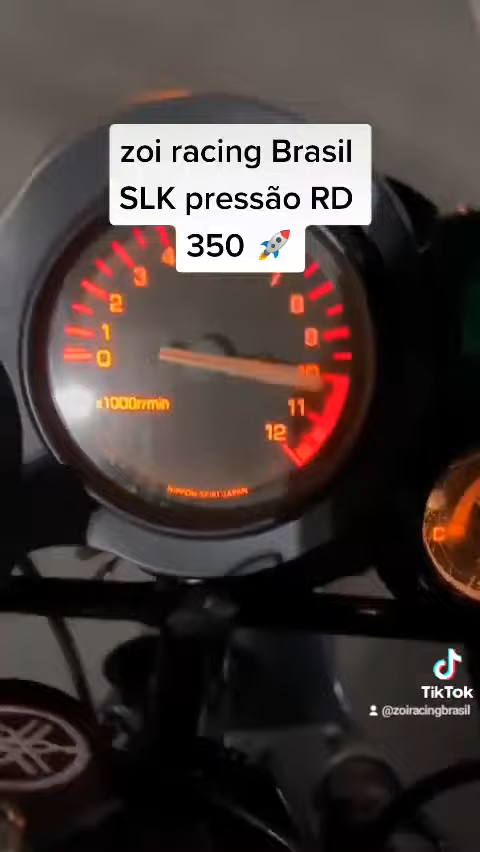 zoi racing Brasil
SLK pressão RD
350 🚀
4
3
2
1
0
7
8
9
10
11
12
x1000r/min
NIPPON SEIKI JAPAN
C
TikTok
@zoiracingbrasil